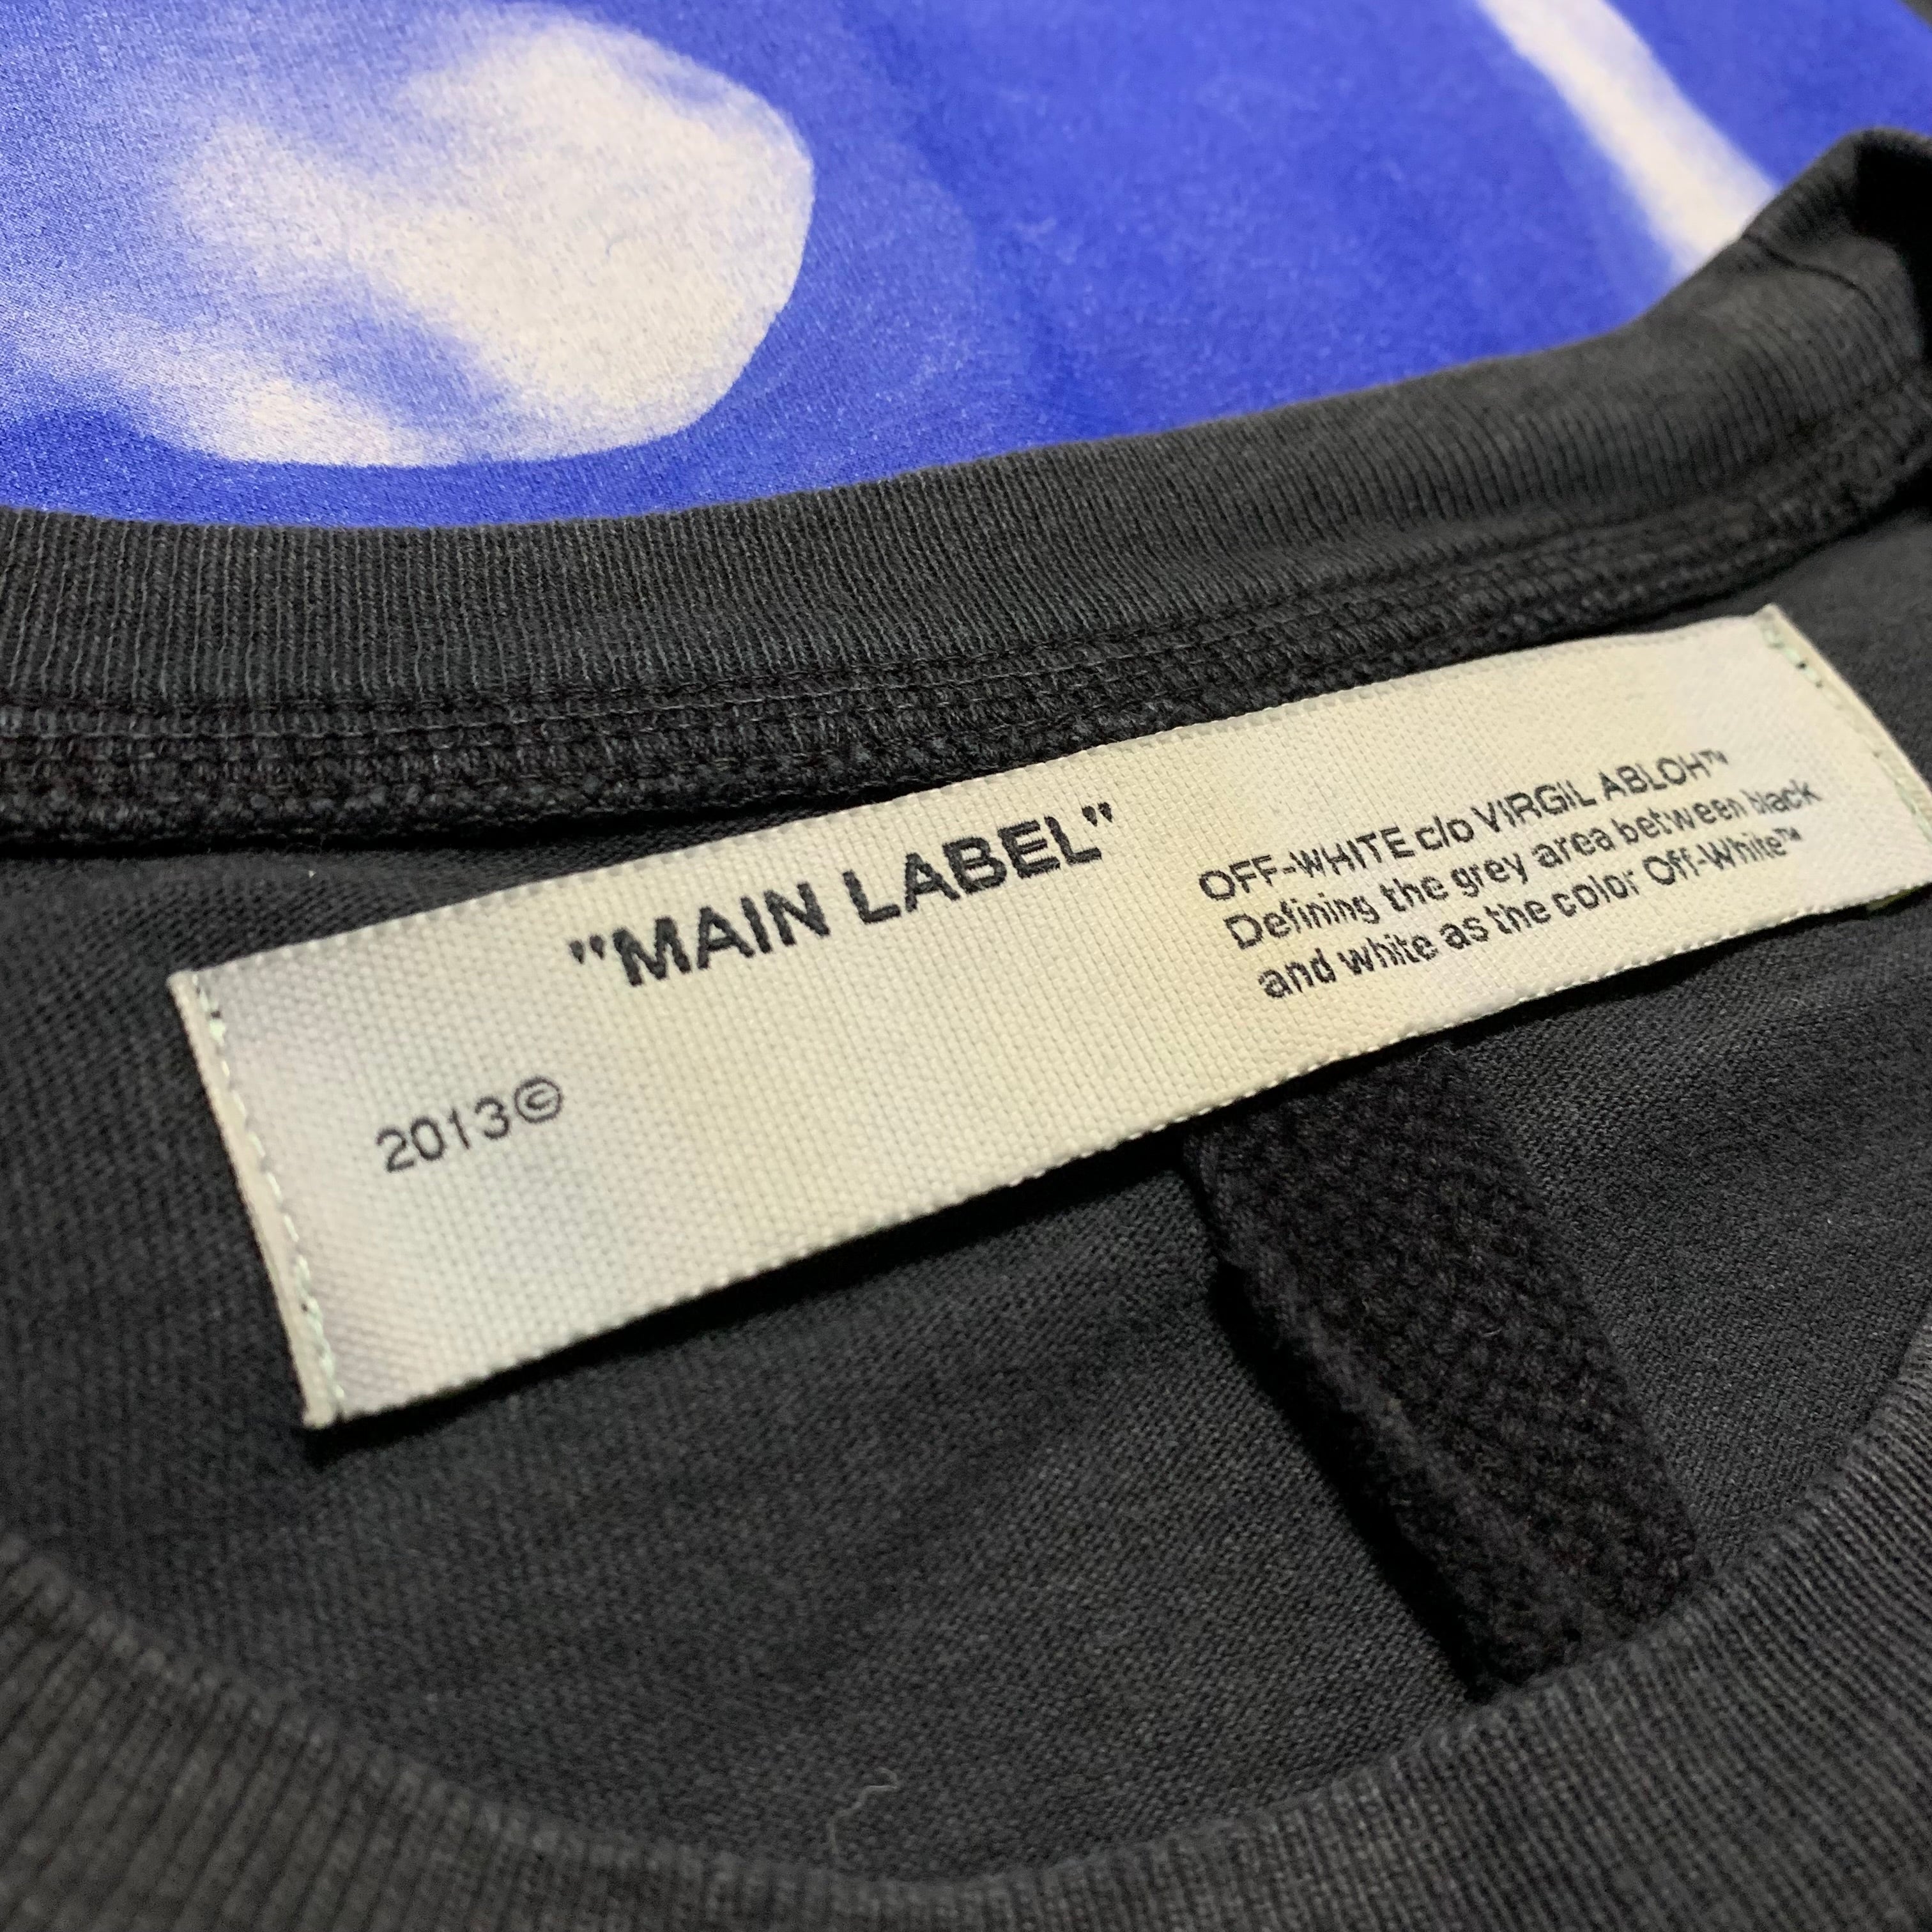 "MAIN LABEL"
OFF-WHITE c/o VIRGIL ABLOH™
Defining the grey area between black
and white as the color Off-White™
2013©